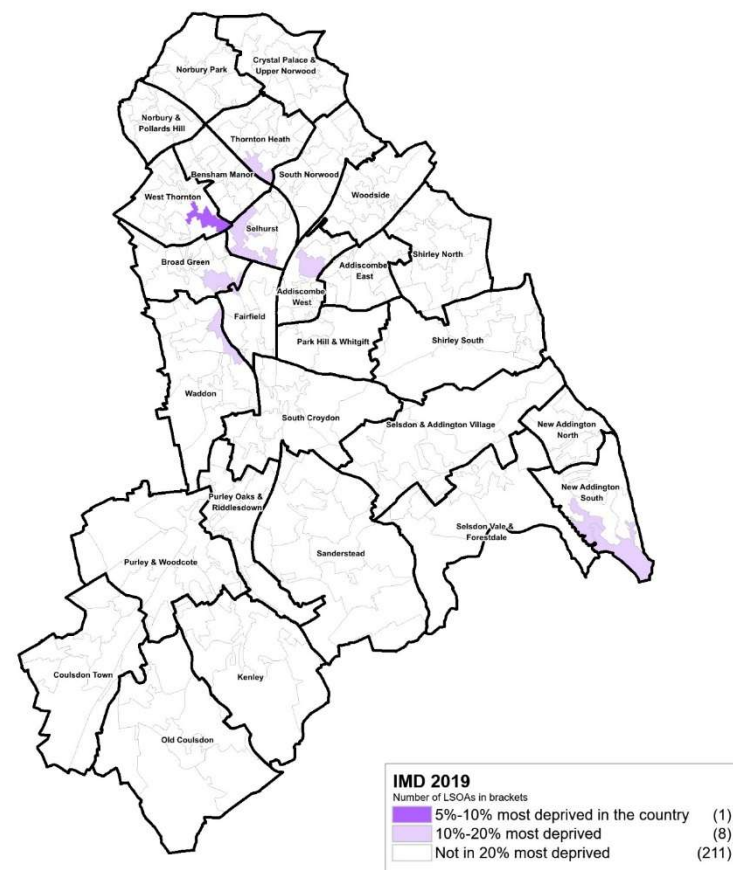 Norbury Park
Crystal Palace &
Upper Norwood
Norbury &
Pollards Hill
Thornton Heath
Bensham Manor
South Norwood
West Thornton
Woodside
Selhurst
Broad Green
Shirley North
Addiscombe
East
Addiscombe
West
Fairfield
Park Hill & Whitgift
Shirley South
Waddon
South Croydon
Selsdon & Addington Village
New Addington
North
New Addington
South
Purley Oaks &
Riddlesdown
Selsdon Vale &
Forestdale
Sanderstead
Purley & Woodcote
Coulsdon Town
Kenley
Old Coulsdon
IMD 2019
Number of LSOAs in brackets
5%-10% most deprived in the country (1)
10%-20% most deprived (8)
Not in 20% most deprived (211)